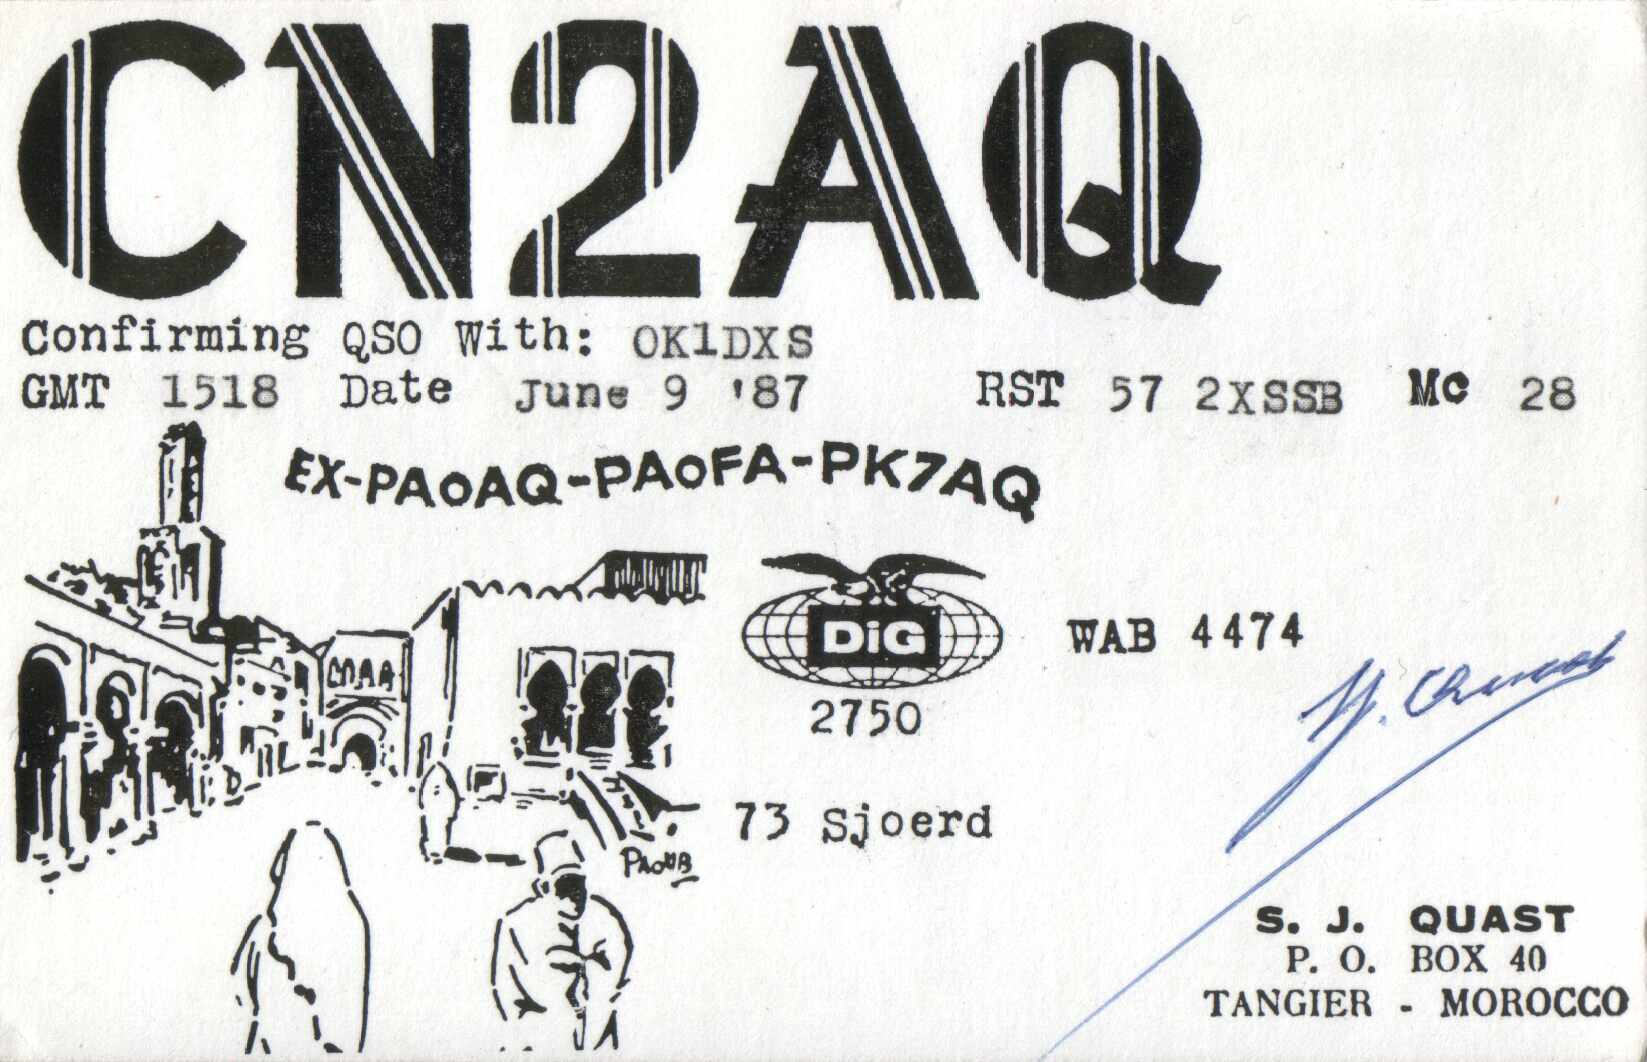 CN2AQ
Confirming QSO With: OK1DXS
GMT 1518 Date June 9 '87 RST 57 2XSSB Mc 28
EX-PA0AQ-PA0FA-PK7AQ
DiG
WAB 4474
2750
73 Sjoerd
S. J. QUAST
P. O. BOX 40
TANGIER - MOROCCO